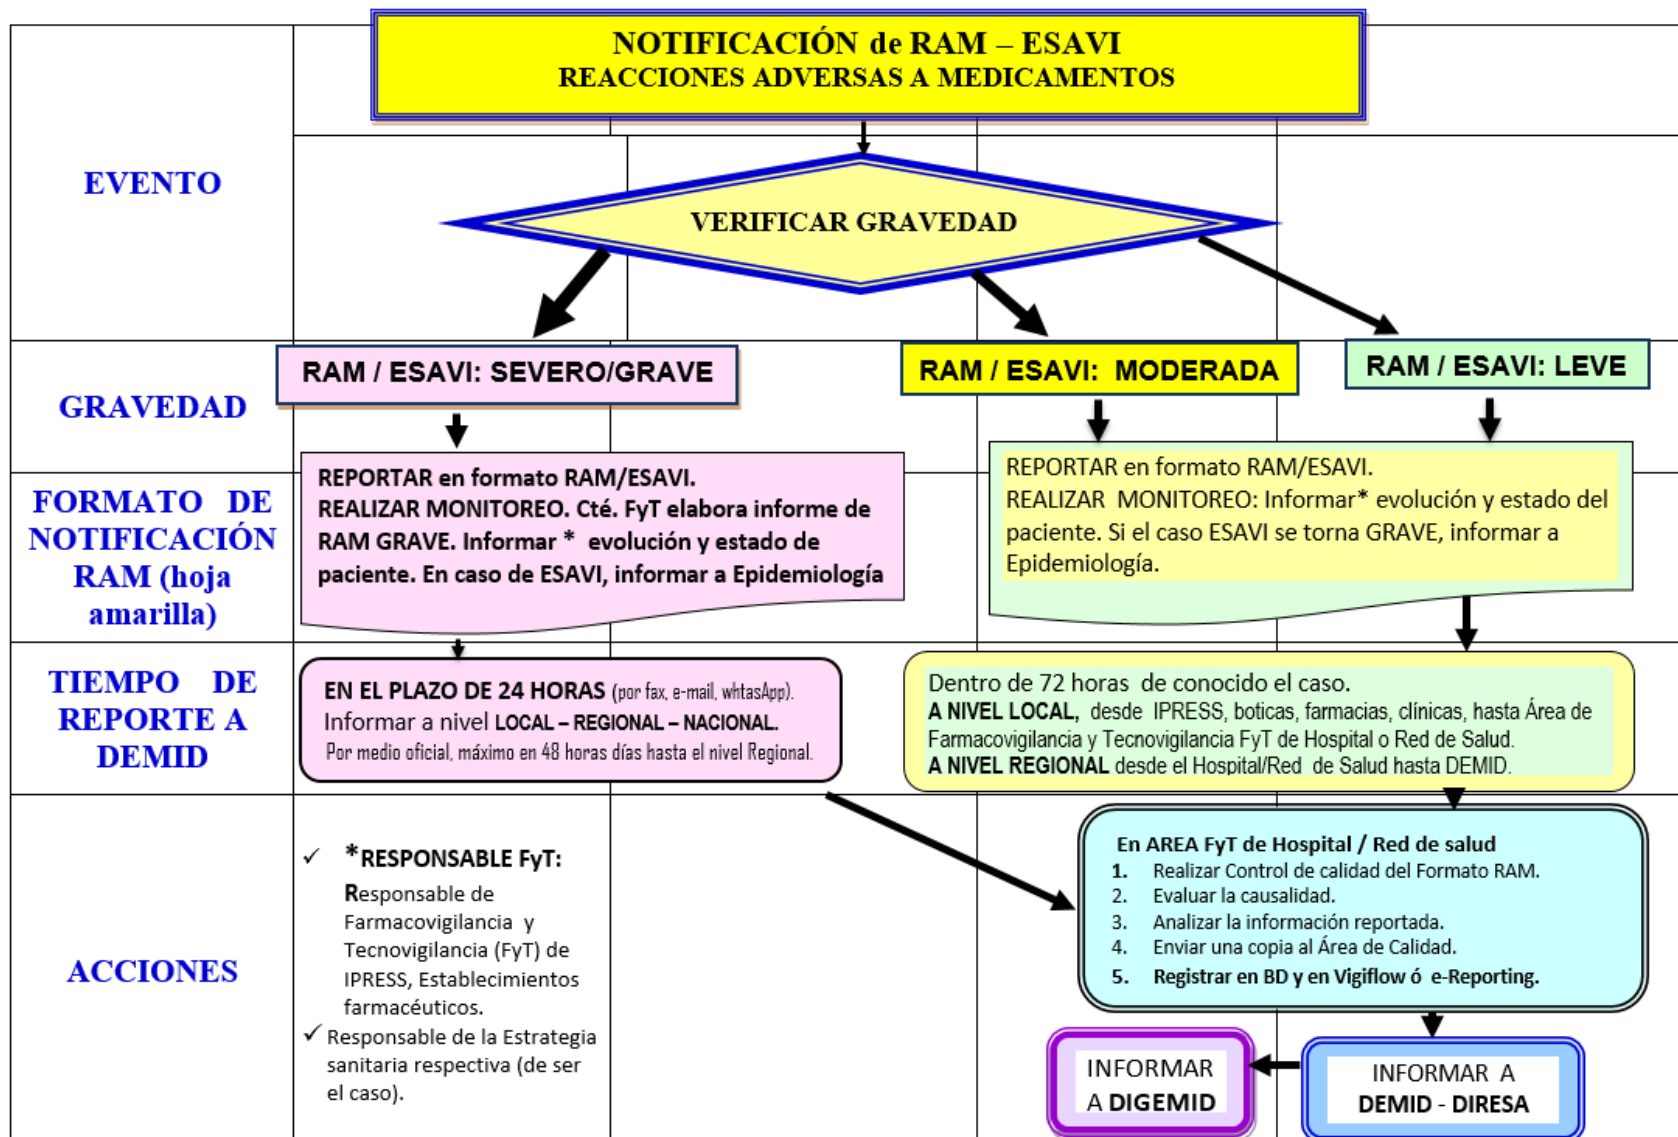 NOTIFICACIÓN de RAM – ESAVI
REACCIONES ADVERSAS A MEDICAMENTOS
EVENTO
VERIFICAR GRAVEDAD
GRAVEDAD
RAM / ESAVI: SEVERO/GRAVE
RAM / ESAVI: MODERADA
RAM / ESAVI: LEVE
FORMATO DE
NOTIFICACIÓN
RAM (hoja
amarilla)
REPORTAR en formato RAM/ESAVI.
REALIZAR MONITOREO. Cté. FyT elabora informe de
RAM GRAVE. Informar * evolución y estado de
paciente. En caso de ESAVI, informar a Epidemiología
REPORTAR en formato RAM/ESAVI.
REALIZAR MONITOREO: Informar* evolución y estado del
paciente. Si el caso ESAVI se torna GRAVE, informar a
Epidemiología.
TIEMPO DE
REPORTE A
DEMID
EN EL PLAZO DE 24 HORAS (por fax, e-mail, whtasApp).
Informar a nivel LOCAL – REGIONAL – NACIONAL.
Por medio oficial, máximo en 48 horas días hasta el nivel Regional.
Dentro de 72 horas de conocido el caso.
A NIVEL LOCAL, desde IPRESS, boticas, farmacias, clínicas, hasta Área de
Farmacovigilancia y Tecnovigilancia FyT de Hospital o Red de Salud.
A NIVEL REGIONAL desde el Hospital/Red de Salud hasta DEMID.
ACCIONES
✓ *RESPONSABLE FyT:
Responsable de
Farmacovigilancia y
Tecnovigilancia (FyT) de
IPRESS, Establecimientos
farmacéuticos.
✓ Responsable de la Estrategia
sanitaria respectiva (de ser
el caso).
En AREA FyT de Hospital / Red de salud
1. Realizar Control de calidad del Formato RAM.
2. Evaluar la causalidad.
3. Analizar la información reportada.
4. Enviar una copia al Área de Calidad.
5. Registrar en BD y en Vigiflow ó e-Reporting.
INFORMAR
A DIGEMID
INFORMAR A
DEMID - DIRESA